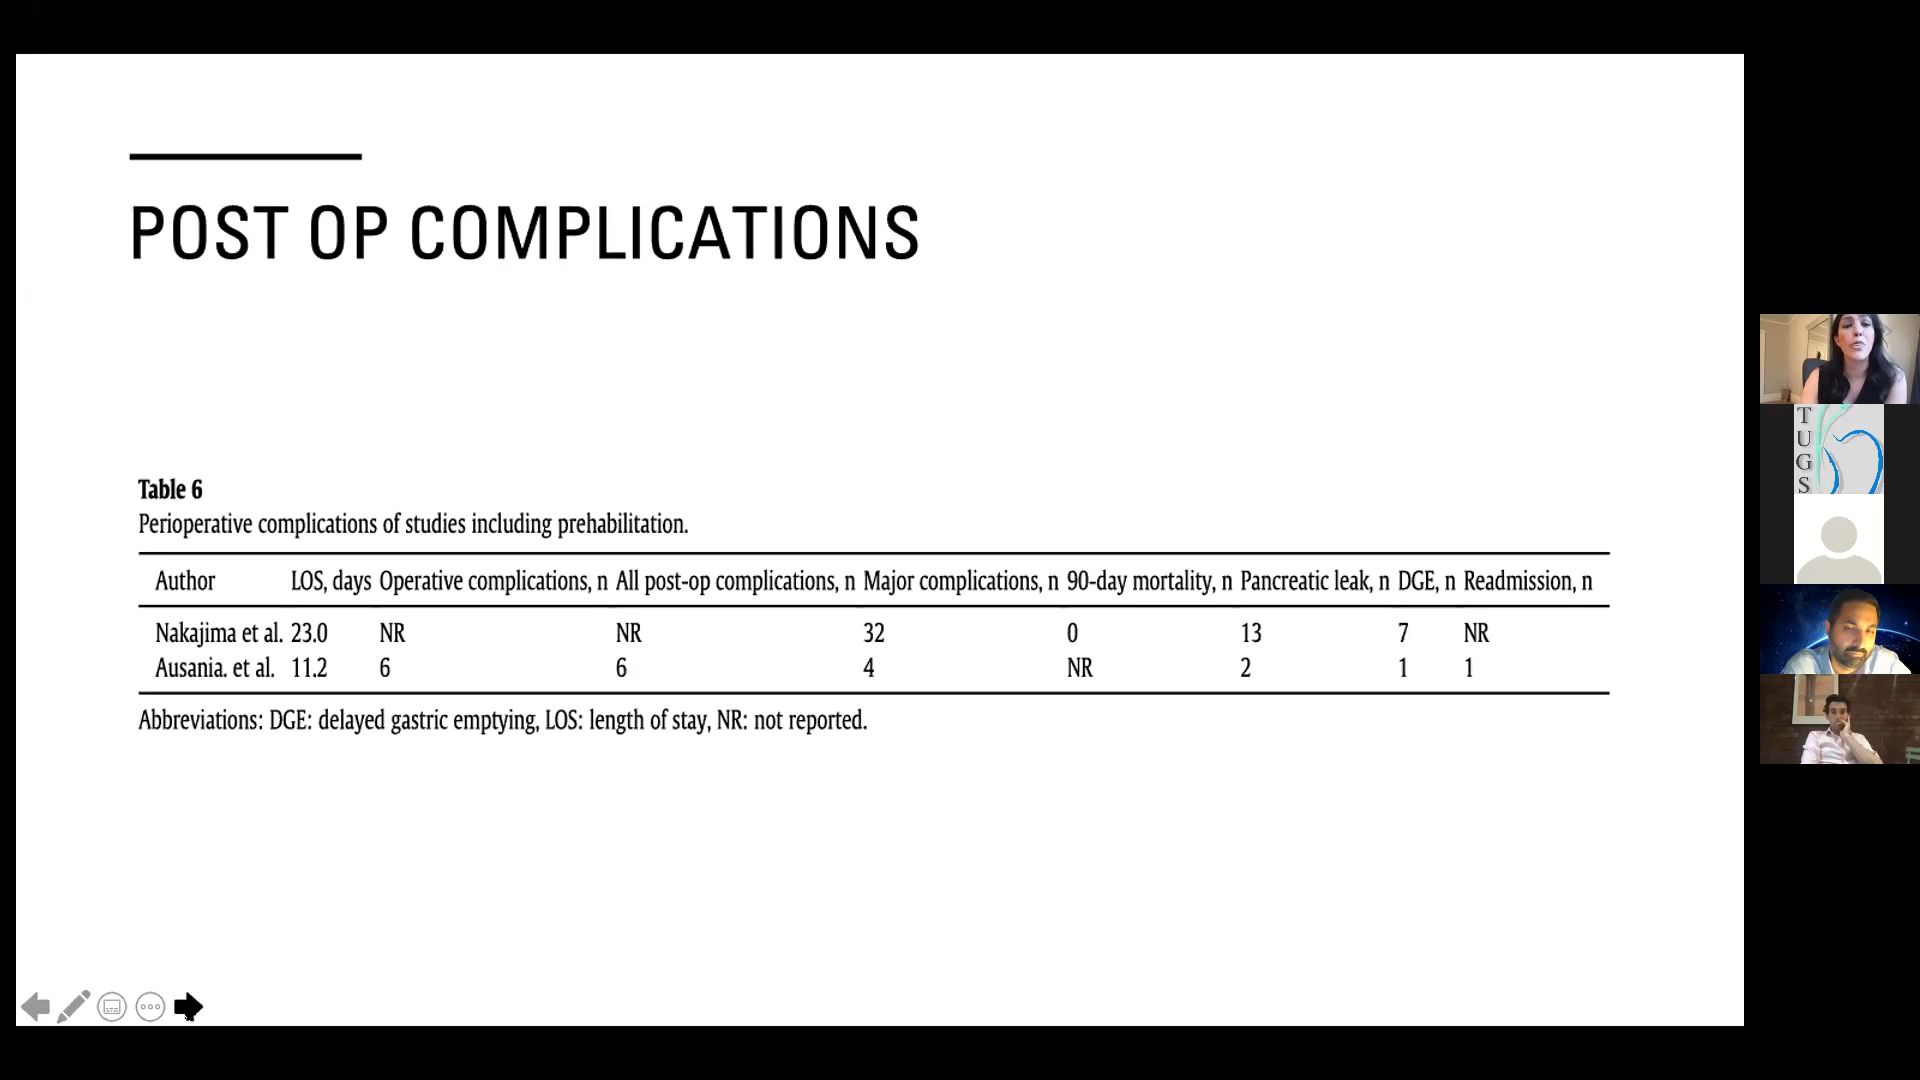 POST OP COMPLICATIONS
Table 6
Perioperative complications of studies including prehabilitation.
Author LOS, days Operative complications, n All post-op complications, n Major complications, n 90-day mortality, n Pancreatic leak, n DGE, n Readmission, n
Nakajima et al. 23.0 NR NR 32 0 13 7 NR
Ausania. et al. 11.2 6 6 4 NR 2 1 1
Abbreviations: DGE: delayed gastric emptying, LOS: length of stay, NR: not reported.
T
U
G
S